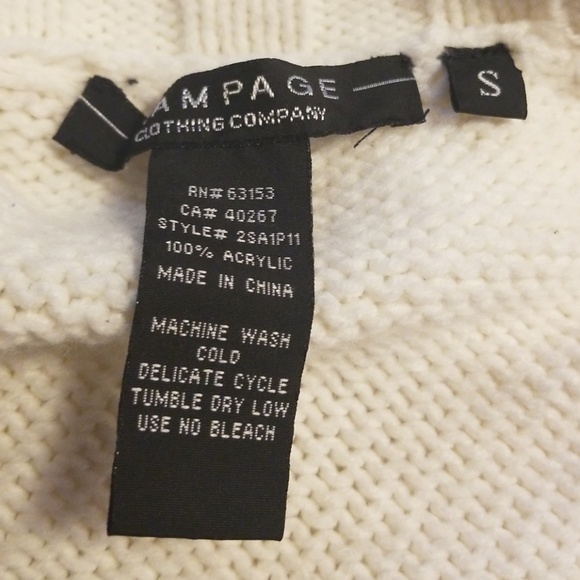 AMPAGE
CLOTHING COMPANY
S
RN# 63153
CA# 40267
STYLE# 2SA1P11
100% ACRYLIC
MADE IN CHINA
MACHINE WASH
COLD
DELICATE CYCLE
TUMBLE DRY LOW
USE NO BLEACH